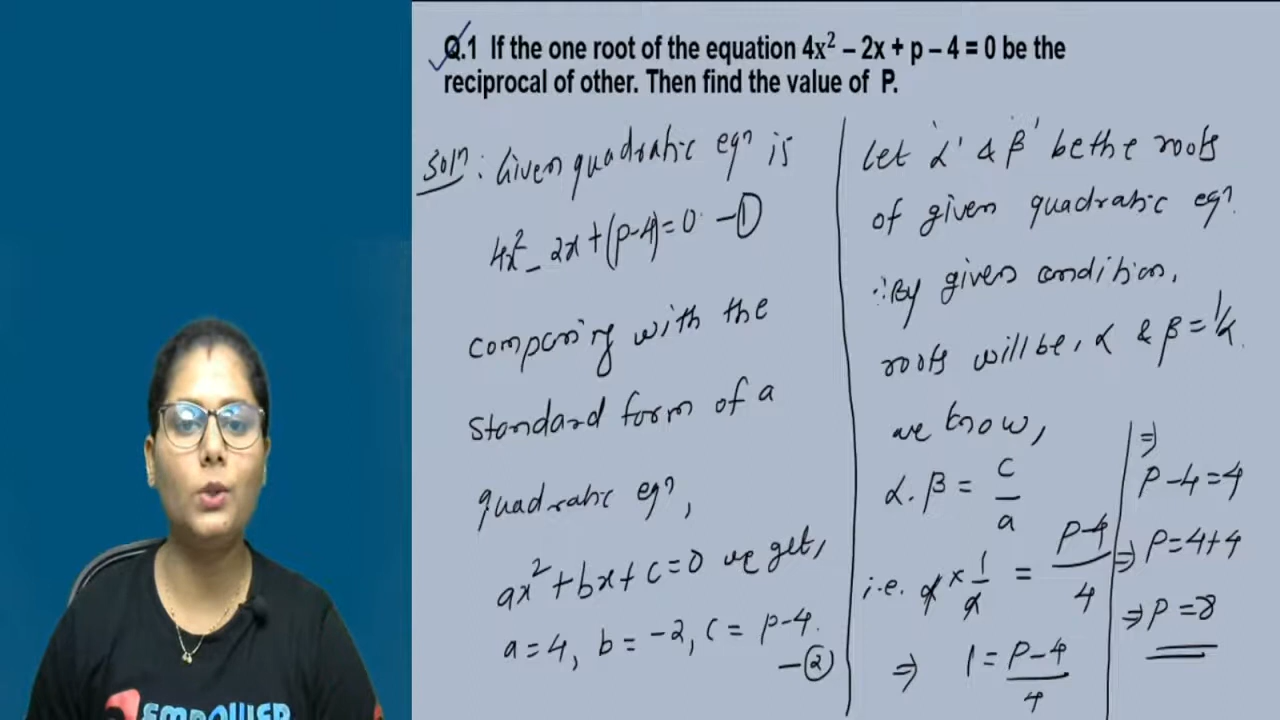 Q.1 If the one root of the equation 4x² – 2x + p – 4 = 0 be the
reciprocal of other. Then find the value of P.
Solⁿ: Given quadratic eqⁿ is
4x² – 2x + (p-4) = 0 – ①
comparing with the
standard form of a
quadratic eqⁿ,
ax² + bx + c = 0 we get,
a = 4, b = -2, c = p-4.
– ②
Let 'α' & 'β' be the roots
of given quadratic eqⁿ.
∴ By given condition,
roots will be, α & β = 1/α.
we know,
α.β = c/a
i.e. α × 1/α = p-4/4
⇒ 1 = p-4/4
⇒
p-4 = 4
⇒ p = 4+4
⇒ p = 8
EMPOWER